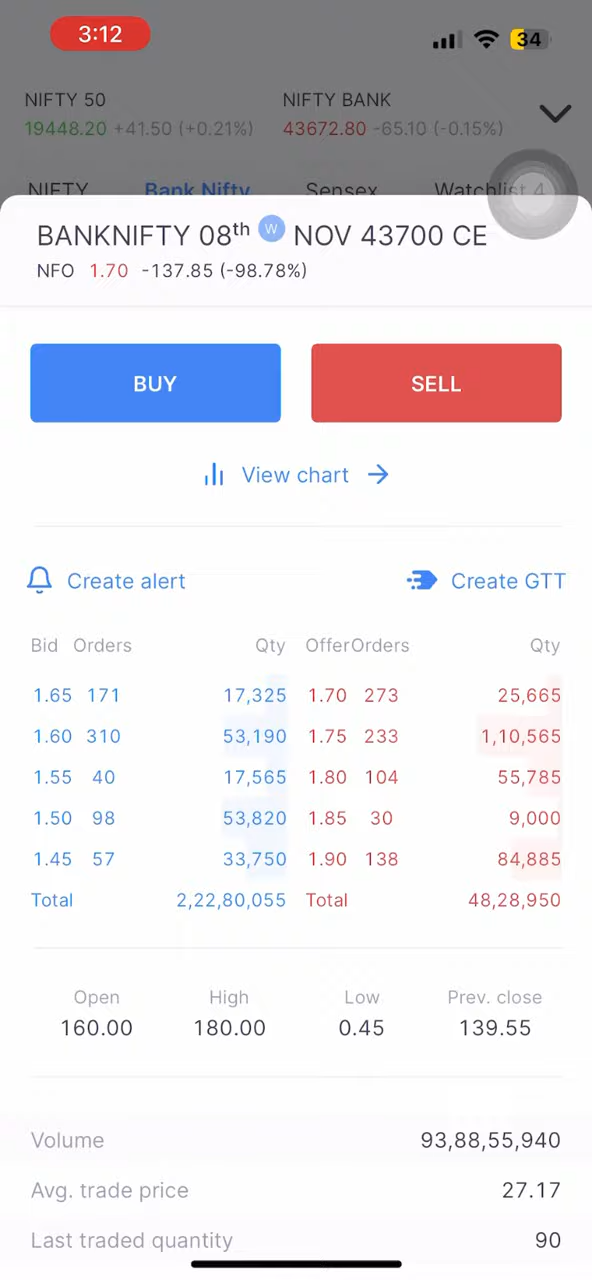 3:12
34
NIFTY 50
NIFTY BANK
19448.20 +41.50 (+0.21%)
43672.80 -65.10 (-0.15%)
NIFTY Bank Nifty Sensex Watchlist 4
BANKNIFTY 08th W NOV 43700 CE
NFO 1.70 -137.85 (-98.78%)
BUY
SELL
View chart
Create alert
Create GTT
Bid Orders Qty Offer Orders Qty
1.65 171 17,325 1.70 273 25,665
1.60 310 53,190 1.75 233 1,10,565
1.55 40 17,565 1.80 104 55,785
1.50 98 53,820 1.85 30 9,000
1.45 57 33,750 1.90 138 84,885
Total 2,22,80,055 Total 48,28,950
Open High Low Prev. close
160.00 180.00 0.45 139.55
Volume 93,88,55,940
Avg. trade price 27.17
Last traded quantity 90